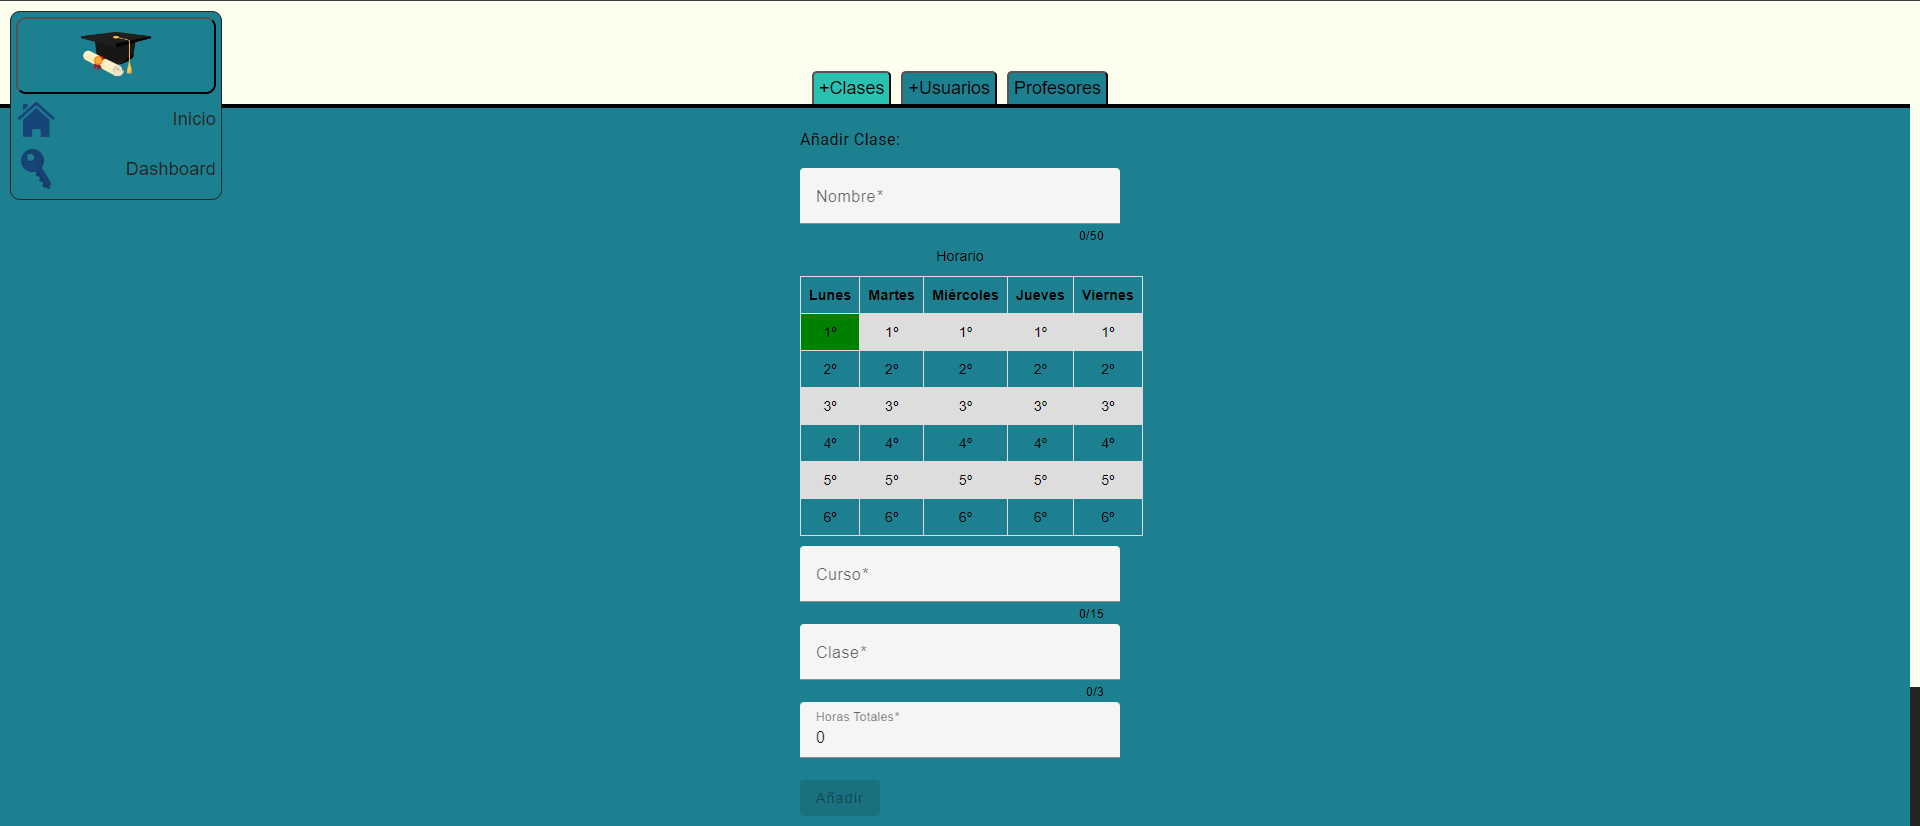 Inicio
Dashboard
+Clases +Usuarios Profesores
Añadir Clase:
Nombre*
0/50
Horario
Lunes Martes Miércoles Jueves Viernes
1º 1º 1º 1º 1º
2º 2º 2º 2º 2º
3º 3º 3º 3º 3º
4º 4º 4º 4º 4º
5º 5º 5º 5º 5º
6º 6º 6º 6º 6º
Curso*
0/15
Clase*
0/3
Horas Totales*
0
Añadir